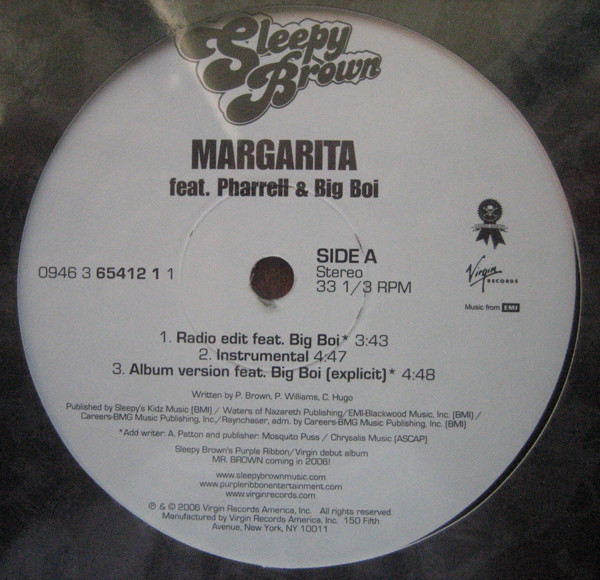 Sleepy
Brown
MARGARITA
feat. Pharrell & Big Boi
SIDE A
Stereo
33 1/3 RPM
0946 3 65412 1 1
Virgin
RECORDS
Music from EMI
1. Radio edit feat. Big Boi* 3:43
2. Instrumental 4:47
3. Album version feat. Big Boi (explicit)* 4:48
Written by P. Brown, P. Williams, C. Hugo
Published by Sleepy's Kidz Music (BMI) / Waters of Nazareth Publishing/EMI-Blackwood Music, Inc. (BMI) /
Careers-BMG Music Publishing, Inc./Raynchaser, adm. by Careers-BMG Music Publishing, Inc. (BMI)
*Add writer: A. Patton and publisher: Mosquito Puss / Chrysalis Music (ASCAP)
Sleepy Brown's Purple Ribbon/Virgin debut album
MR. BROWN coming in 2006!
www.sleepybrownmusic.com
www.purpleribbonentertainment.com
www.virginrecords.com
℗ & © 2006 Virgin Records America, Inc. All rights reserved.
Manufactured by Virgin Records America, Inc. 150 Fifth
Avenue, New York, NY 10011